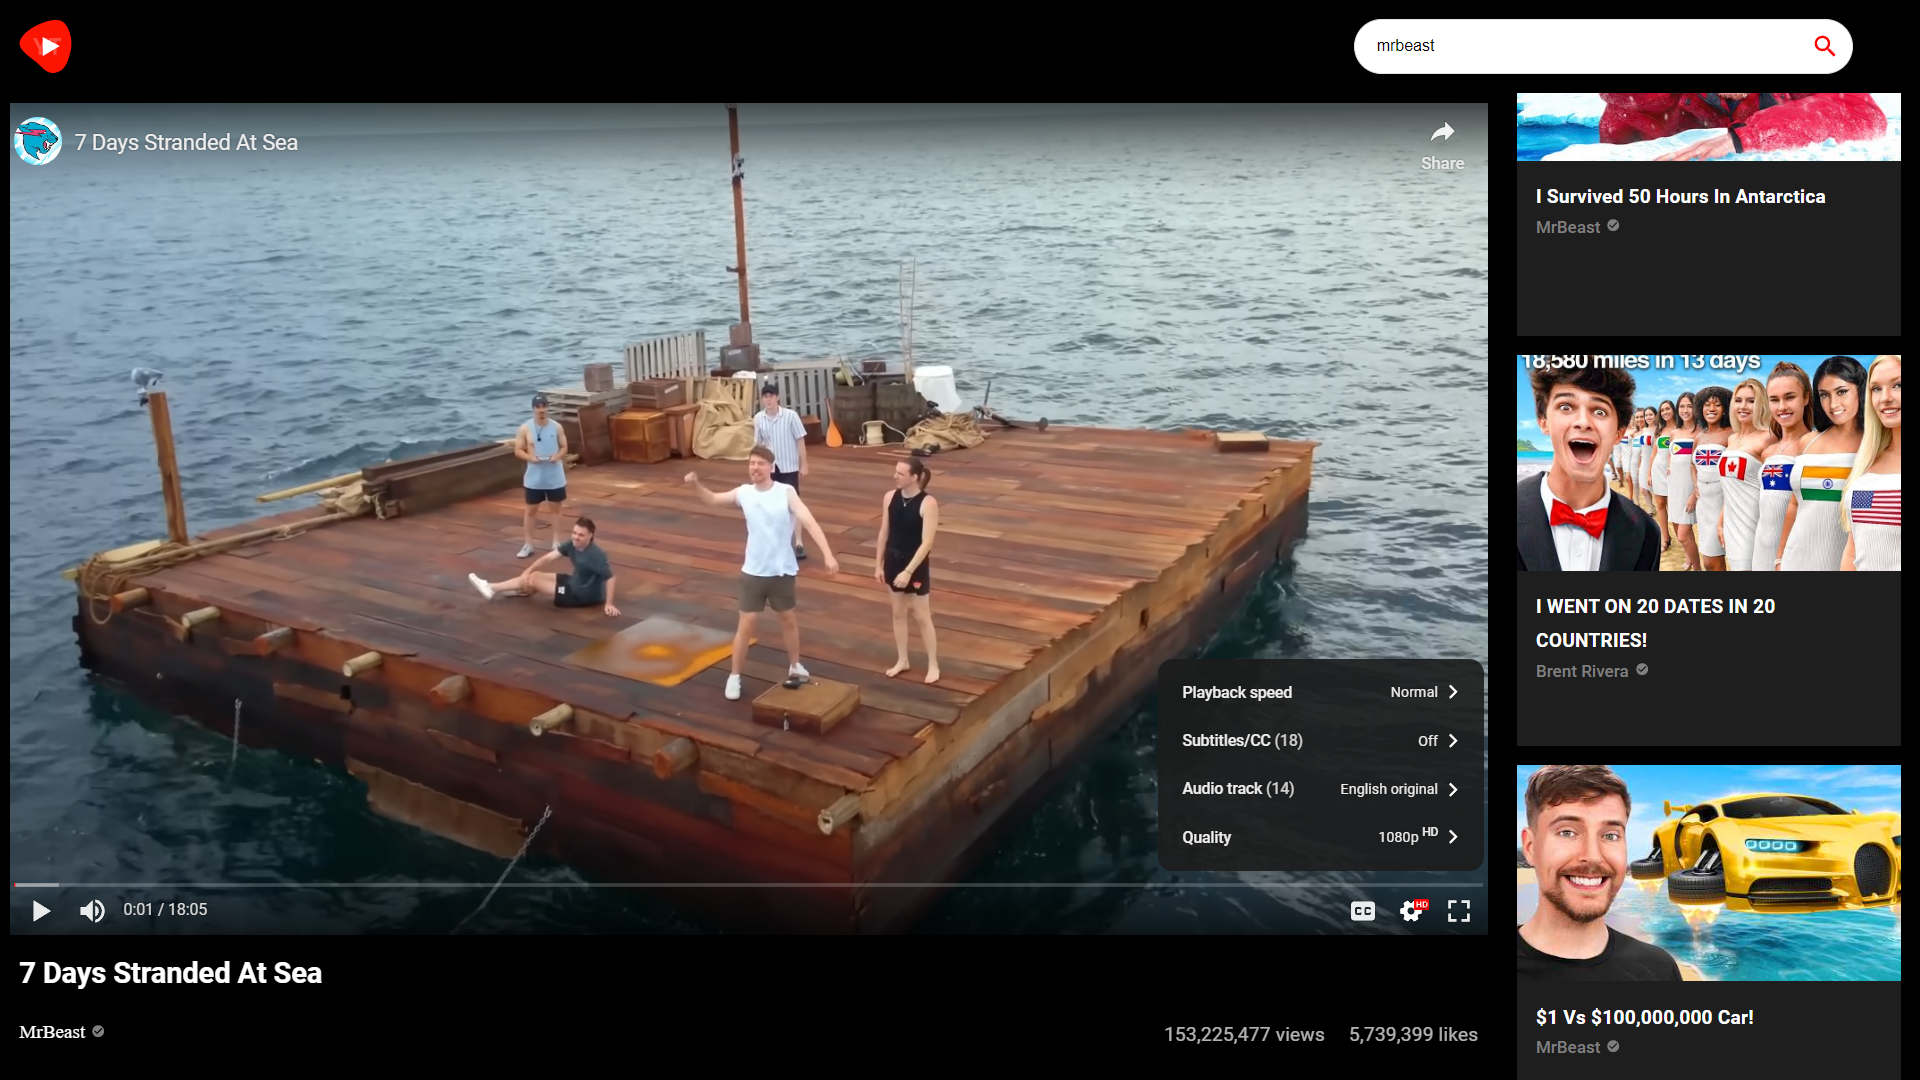 YT
mrbeast
7 Days Stranded At Sea
Share
Playback speed Normal
Subtitles/CC (18) Off
Audio track (14) English original
Quality 1080p HD
0:01 / 18:05
CC
HD
7 Days Stranded At Sea
MrBeast
153,225,477 views 5,739,399 likes
I Survived 50 Hours In Antarctica
MrBeast
18,580 miles in 13 days
I WENT ON 20 DATES IN 20
COUNTRIES!
Brent Rivera
$1 Vs $100,000,000 Car!
MrBeast